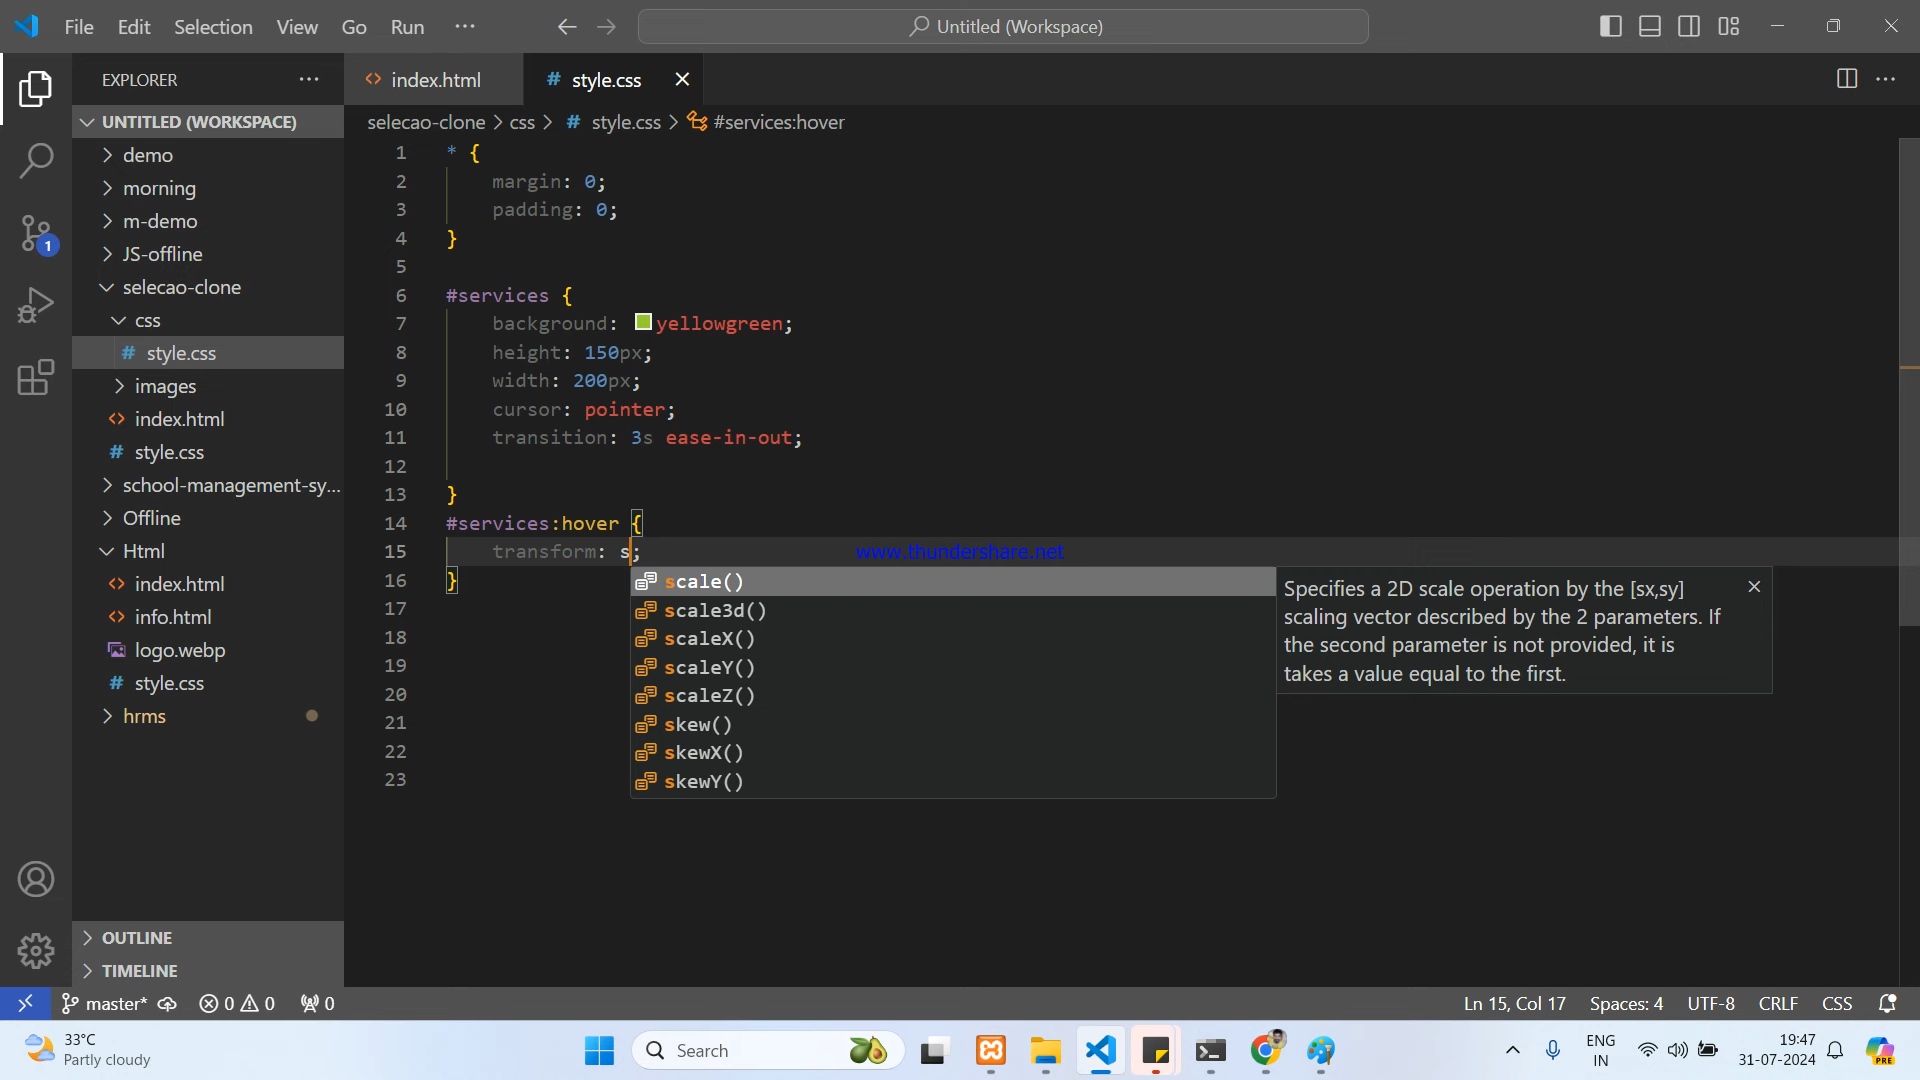 File Edit Selection View Go Run ···
Untitled (Workspace)
EXPLORER
index.html
style.css
UNTITLED (WORKSPACE)
demo
morning
m-demo
JS-offline
selecao-clone
css
style.css
images
index.html
style.css
school-management-sy...
Offline
Html
index.html
info.html
logo.webp
style.css
hrms
OUTLINE
TIMELINE
selecao-clone > css > # style.css > #services:hover
1 * {
2 margin: 0;
3 padding: 0;
4 }
5
6 #services {
7 background: yellowgreen;
8 height: 150px;
9 width: 200px;
10 cursor: pointer;
11 transition: 3s ease-in-out;
12
13 }
14 #services:hover {
15 transform: s;
16 }
17
18
19
20
21
22
23
www.thundershare.net
scale()
scale3d()
scaleX()
scaleY()
scaleZ()
skew()
skewX()
skewY()
Specifies a 2D scale operation by the [sx,sy]
scaling vector described by the 2 parameters. If
the second parameter is not provided, it is
takes a value equal to the first.
1
master* 0 0 0
Ln 15, Col 17 Spaces: 4 UTF-8 CRLF CSS
33°C
Partly cloudy
Search
ENG
IN
19:47
31-07-2024
PRE